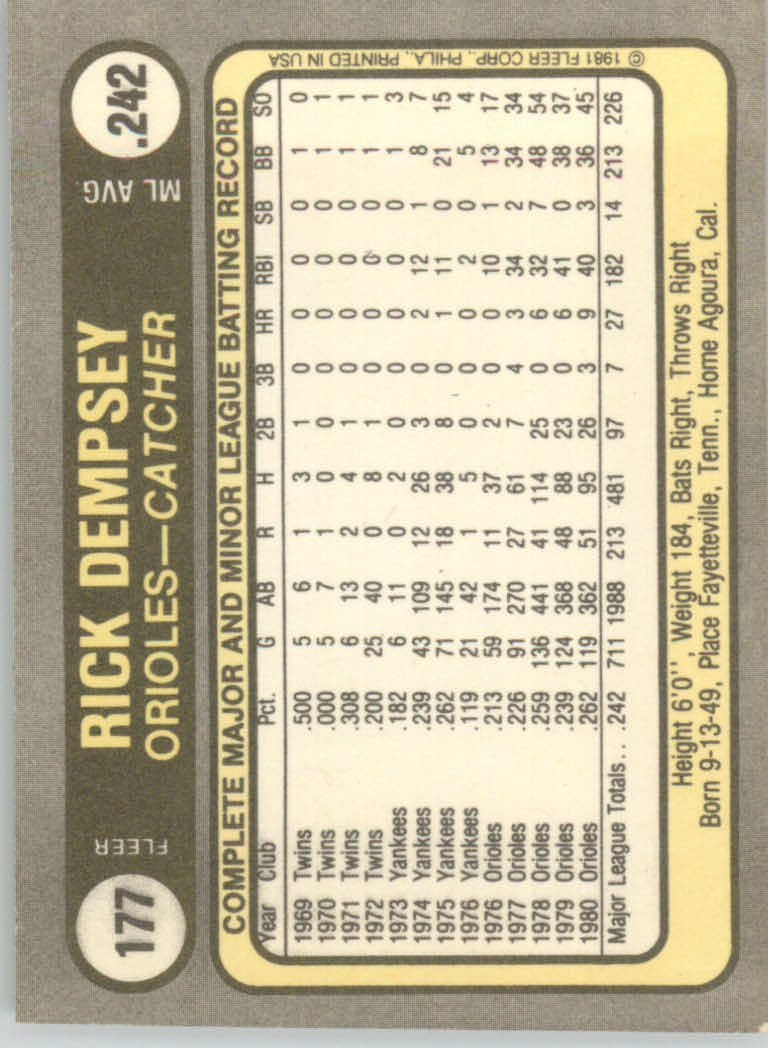 177 FLEER RICK DEMPSEY ML AVG. .242
ORIOLES—CATCHER
COMPLETE MAJOR AND MINOR LEAGUE BATTING RECORD
Year Club Pct. G AB R H 2B 3B HR RBI SB BB SO
1969 Twins .500 5 6 1 3 1 0 0 0 0 1 0
1970 Twins .000 5 7 1 0 0 0 0 0 0 1 1
1971 Twins .308 6 13 2 4 1 0 0 0 0 1 1
1972 Twins .200 25 40 0 8 1 0 0 0 0 1 1
1973 Yankees .182 6 11 0 2 0 0 0 0 0 1 3
1974 Yankees .239 43 109 12 26 3 0 2 12 1 8 7
1975 Yankees .262 71 145 18 38 8 0 1 11 0 21 15
1976 Yankees .119 21 42 1 5 0 0 0 2 0 5 4
1976 Orioles .213 59 174 11 37 2 0 0 10 1 13 17
1977 Orioles .226 91 270 27 61 7 4 3 34 2 34 34
1978 Orioles .259 136 441 41 114 25 0 6 32 7 48 54
1979 Orioles .239 124 368 48 88 23 0 6 41 0 38 37
1980 Orioles .262 119 362 51 95 26 3 9 40 3 36 45
Major League Totals . . .242 711 1988 213 481 97 7 27 182 14 213 226
Height 6'0'', Weight 184, Bats Right, Throws Right
Born 9-13-49, Place Fayetteville, Tenn., Home Agoura, Cal.
© 1981 FLEER CORP., PHILA., PRINTED IN USA